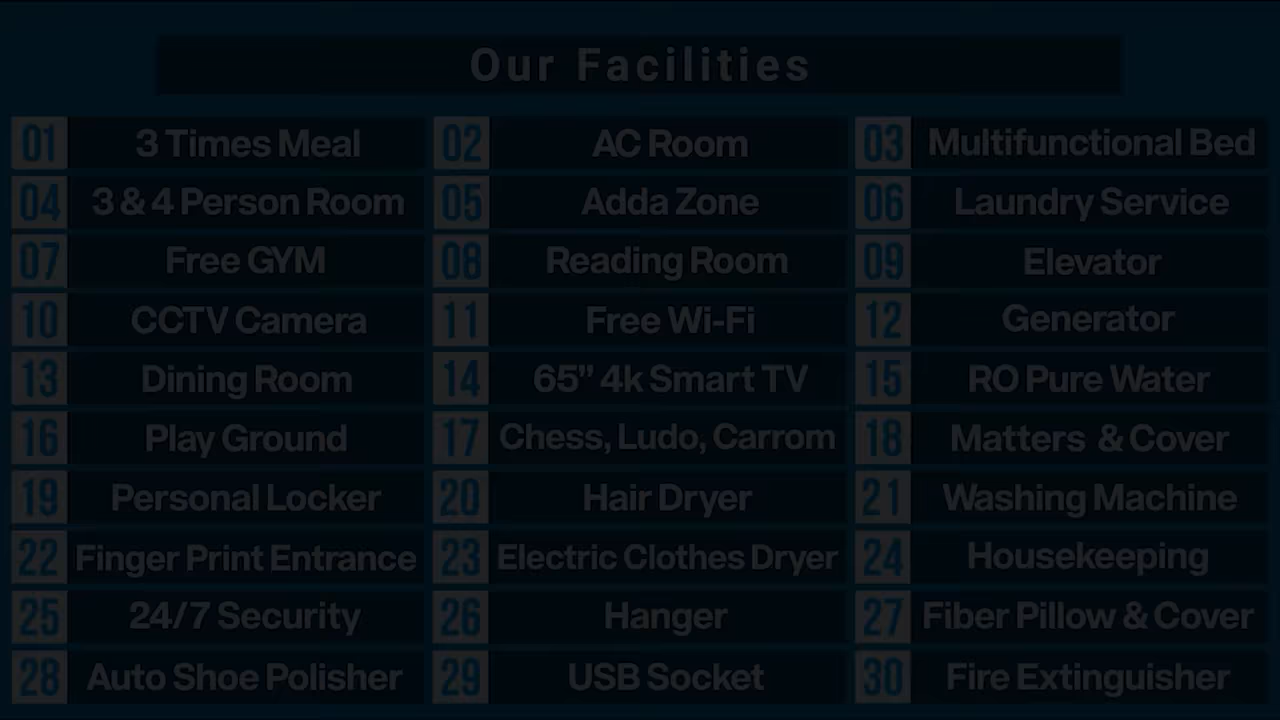 Our Facilities
01 3 Times Meal 02 AC Room 03 Multifunctional Bed
04 3 & 4 Person Room 05 Adda Zone 06 Laundry Service
07 Free GYM 08 Reading Room 09 Elevator
10 CCTV Camera 11 Free Wi-Fi 12 Generator
13 Dining Room 14 65” 4k Smart TV 15 RO Pure Water
16 Play Ground 17 Chess, Ludo, Carrom 18 Matters & Cover
19 Personal Locker 20 Hair Dryer 21 Washing Machine
22 Finger Print Entrance 23 Electric Clothes Dryer 24 Housekeeping
25 24/7 Security 26 Hanger 27 Fiber Pillow & Cover
28 Auto Shoe Polisher 29 USB Socket 30 Fire Extinguisher